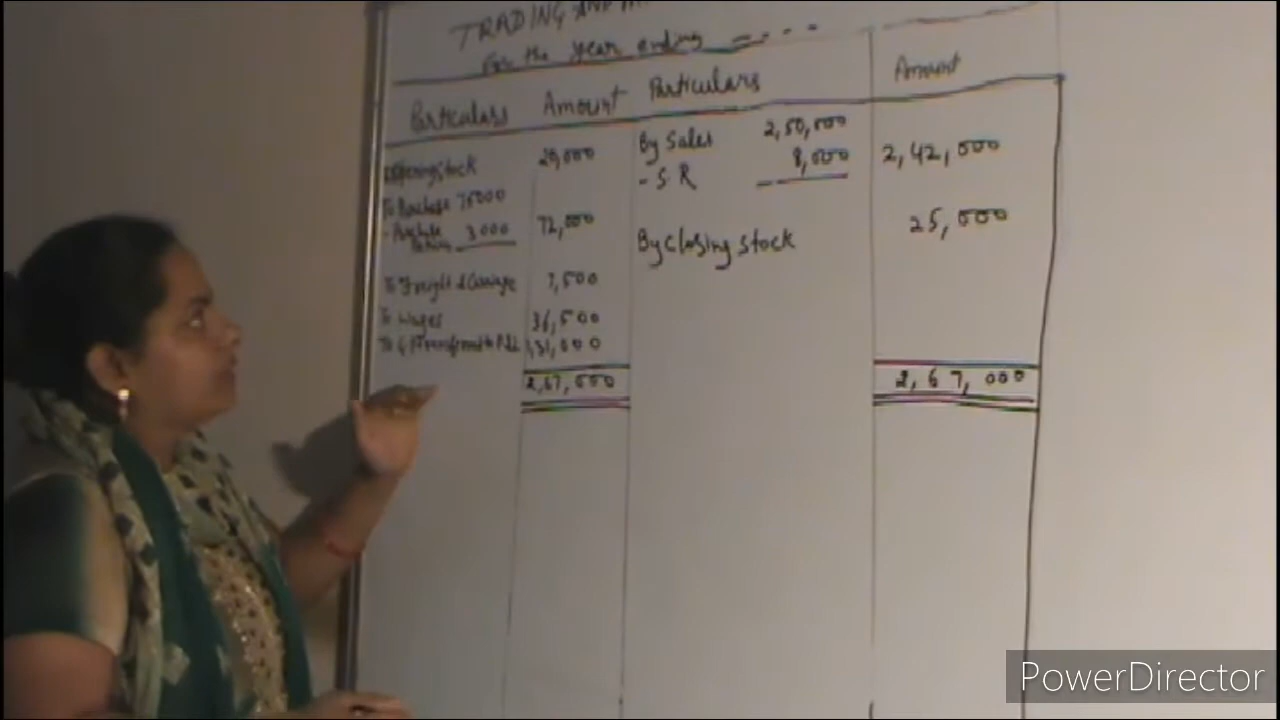 TRADING AND
For the year ending -----
Particulars Amount Particulars Amount
To Opening stock 20,000 By Sales 2,50,000
- S R 8,000 2,42,000
To Purchase 75000
- Purchase 3000 72,000
By Closing stock 25,000
To Freight & Carriage 7,500
To Wages 36,500
To G.P Transferred to P&L 1,31,000
2,67,000 2,67,000
PowerDirector